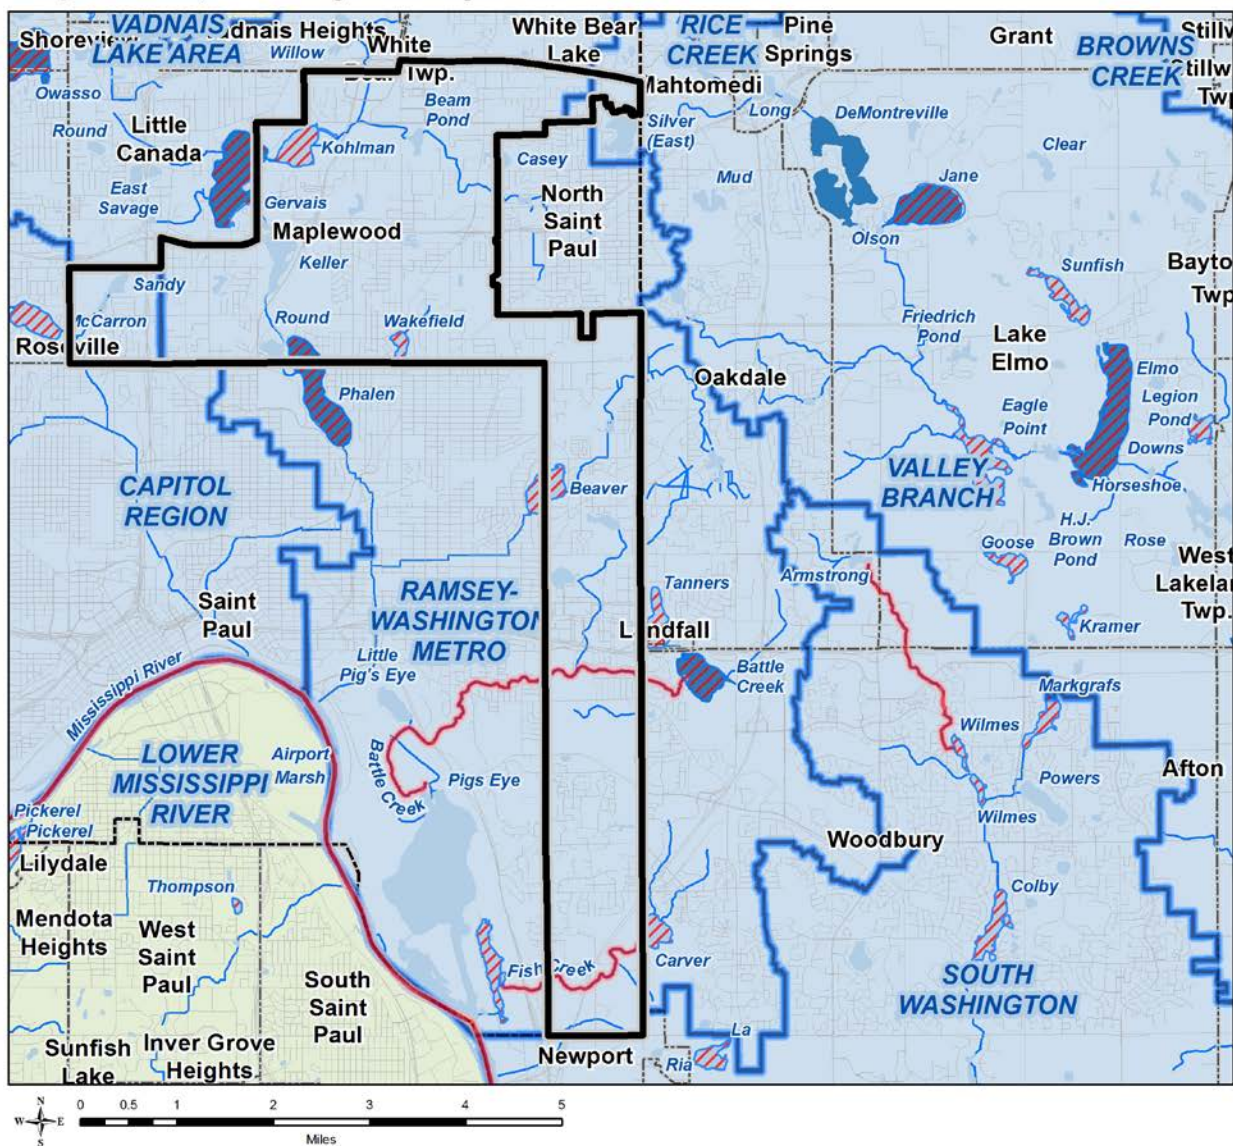 VADNAIS
LAKE AREA
Vadnais Heights
White Bear
Lake
RICE
CREEK
Pine
Springs
Grant
BROWNS
CREEK
Willow
White
Twp.
Mahtomedi
Twp
Owasso
Round
Little
Canada
Kohlman
Beam
Pond
Silver
(East)
Long
DeMontreville
Clear
East
Savage
Gervais
Casey
North
Saint
Paul
Mud
Jane
Maplewood
Keller
Olson
Sunfish
Sandy
McCarron
Round
Wakefield
Friedrich
Pond
Lake
Elmo
Twp
Oakdale
Phalen
Elmo
Legion
Pond
Eagle
Point
Downs
CAPITOL
REGION
Beaver
VALLEY
BRANCH
Horseshoe
H.J.
Brown
Pond
Goose
Rose
West
Twp.
Saint
Paul
RAMSEY-
WASHINGTON
METRO
Tanners
Armstrong
Kramer
Mississippi River
Little
Pig's Eye
Battle
Creek
Markgrafs
Wilmes
LOWER
MISSISSIPPI
RIVER
Airport
Marsh
Battle Creek
Pigs Eye
Powers
Afton
Pickerel
Pickerel
Wilmes
Lilydale
Woodbury
Thompson
Colby
Mendota
Heights
West
Saint
Paul
Fish Creek
Carver
South
Saint
Paul
SOUTH
WASHINGTON
La
Sunfish
Lake
Inver Grove
Heights
Newport
Ria
N
W E
S
0 0.5 1 2 3 4 5
Miles